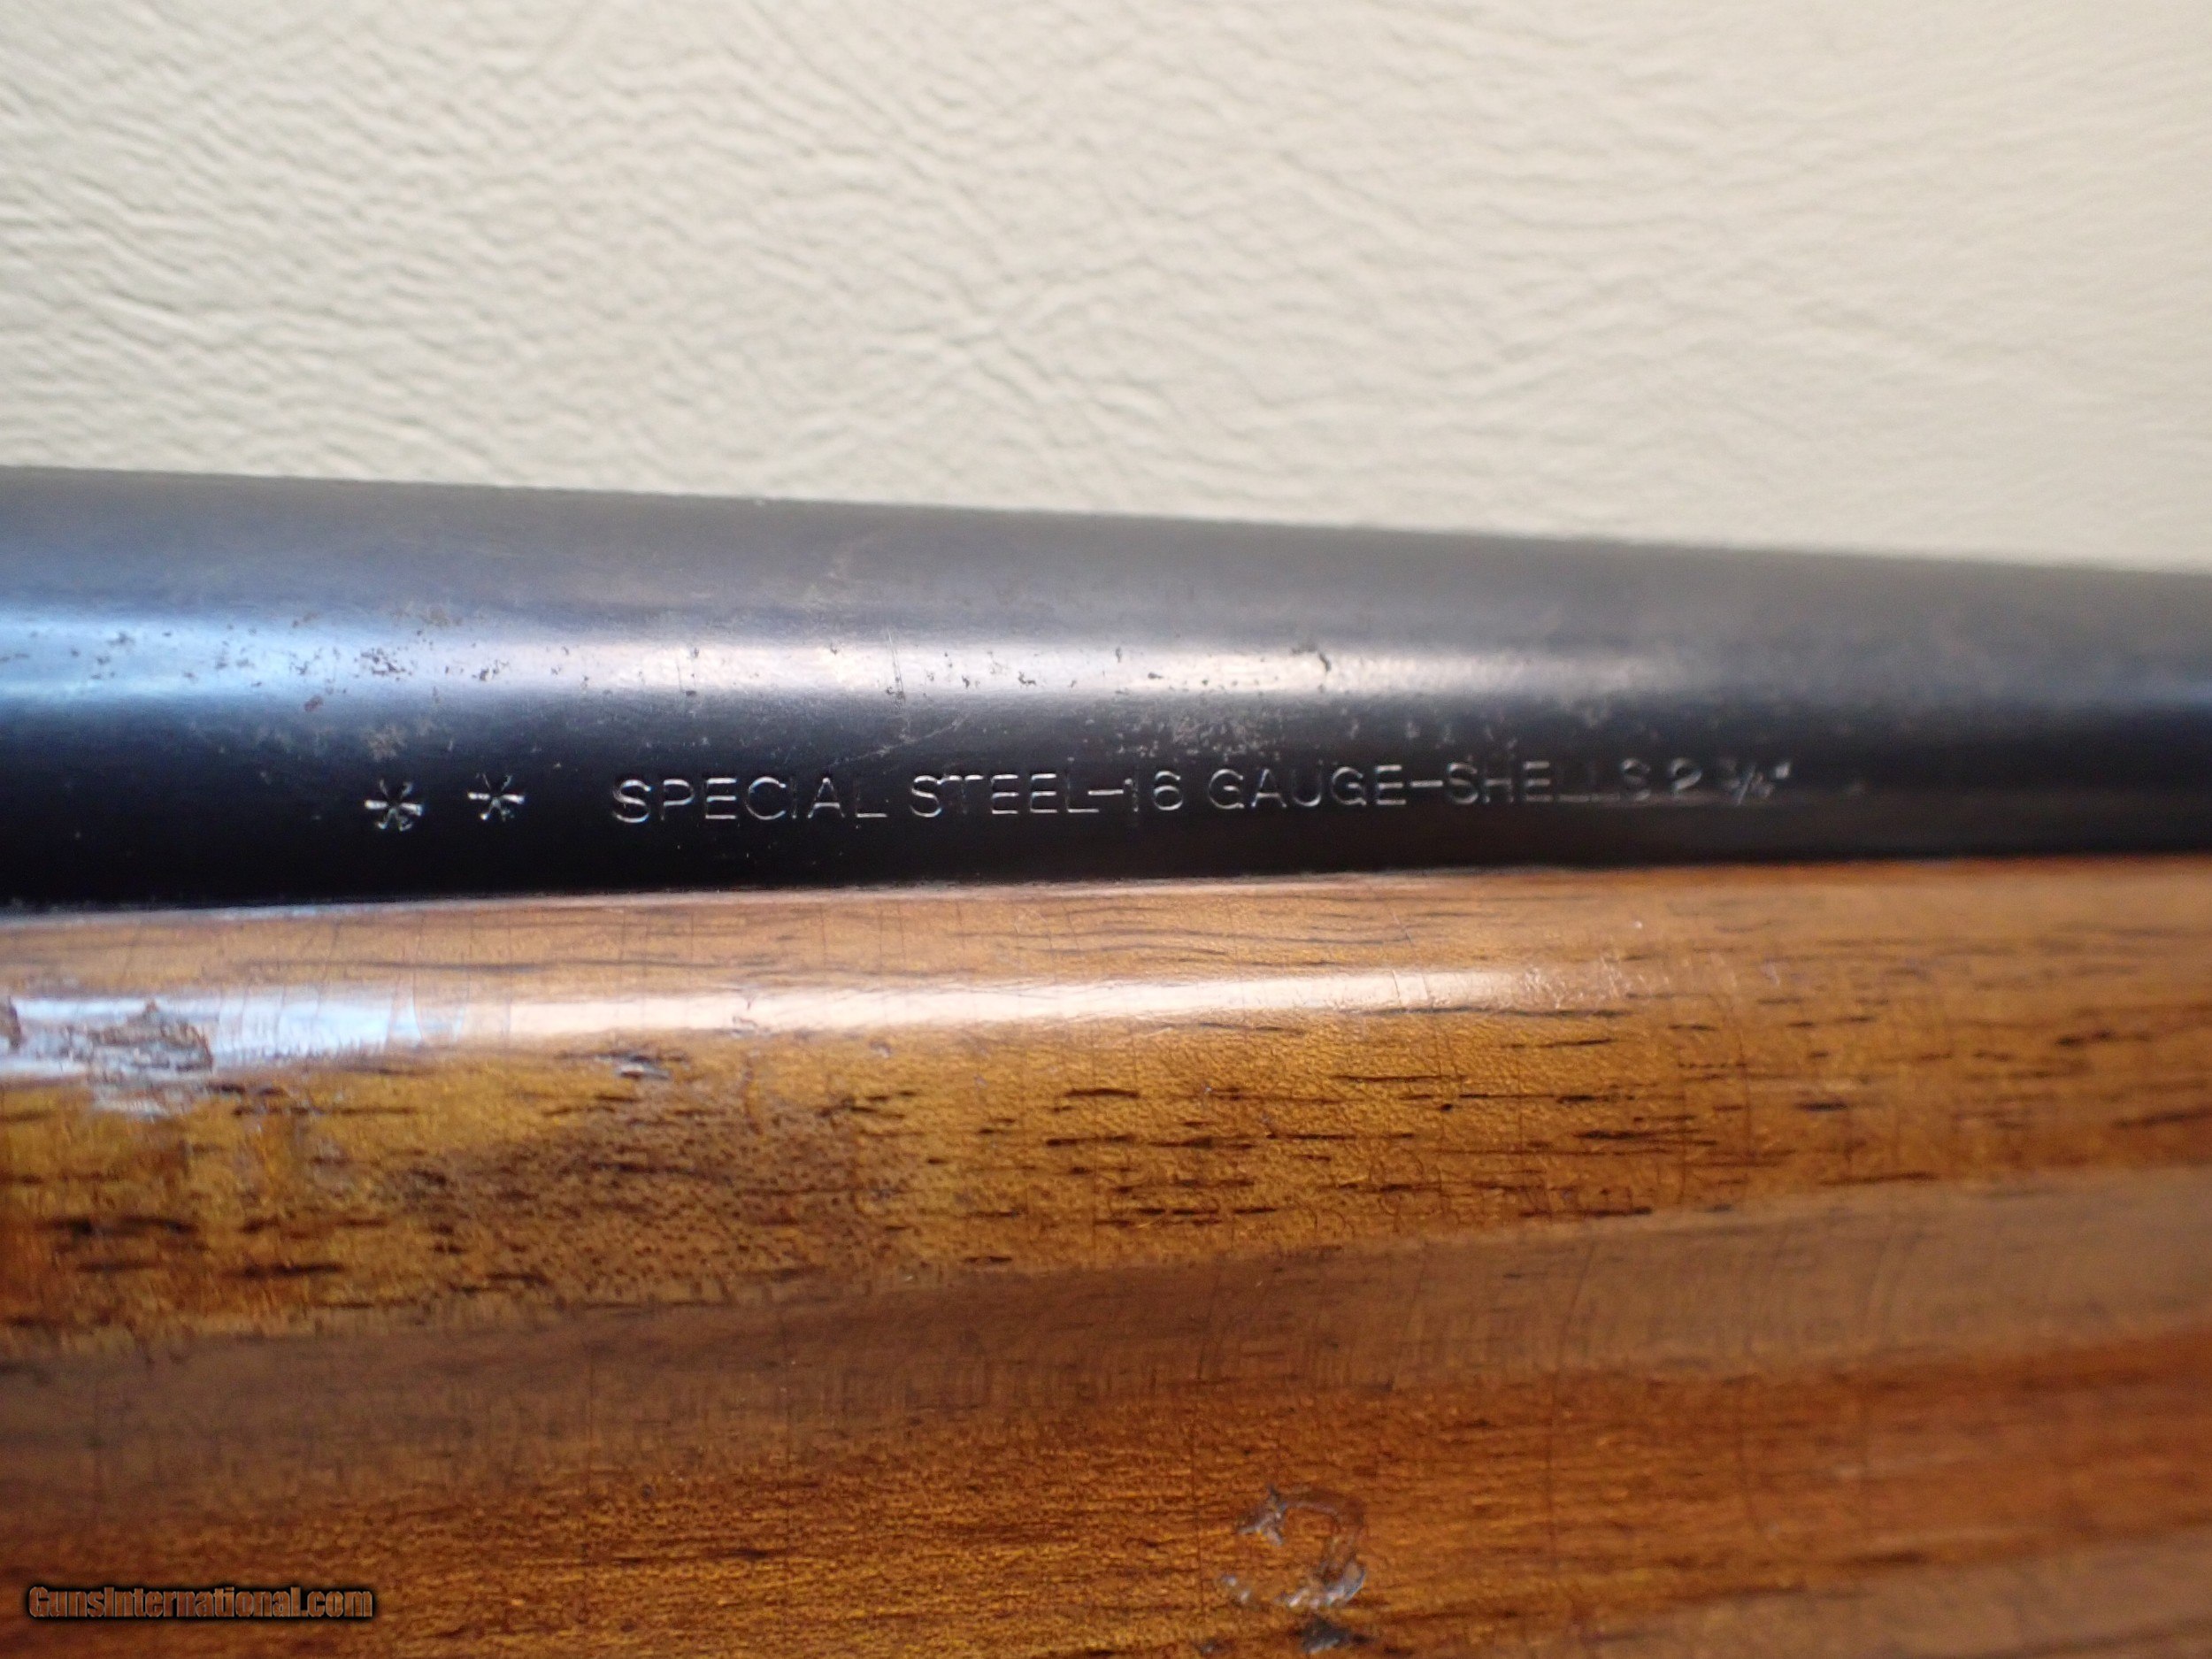 * * SPECIAL STEEL-16 GAUGE-SHELLS 2 3/4"
GunsInternational.com